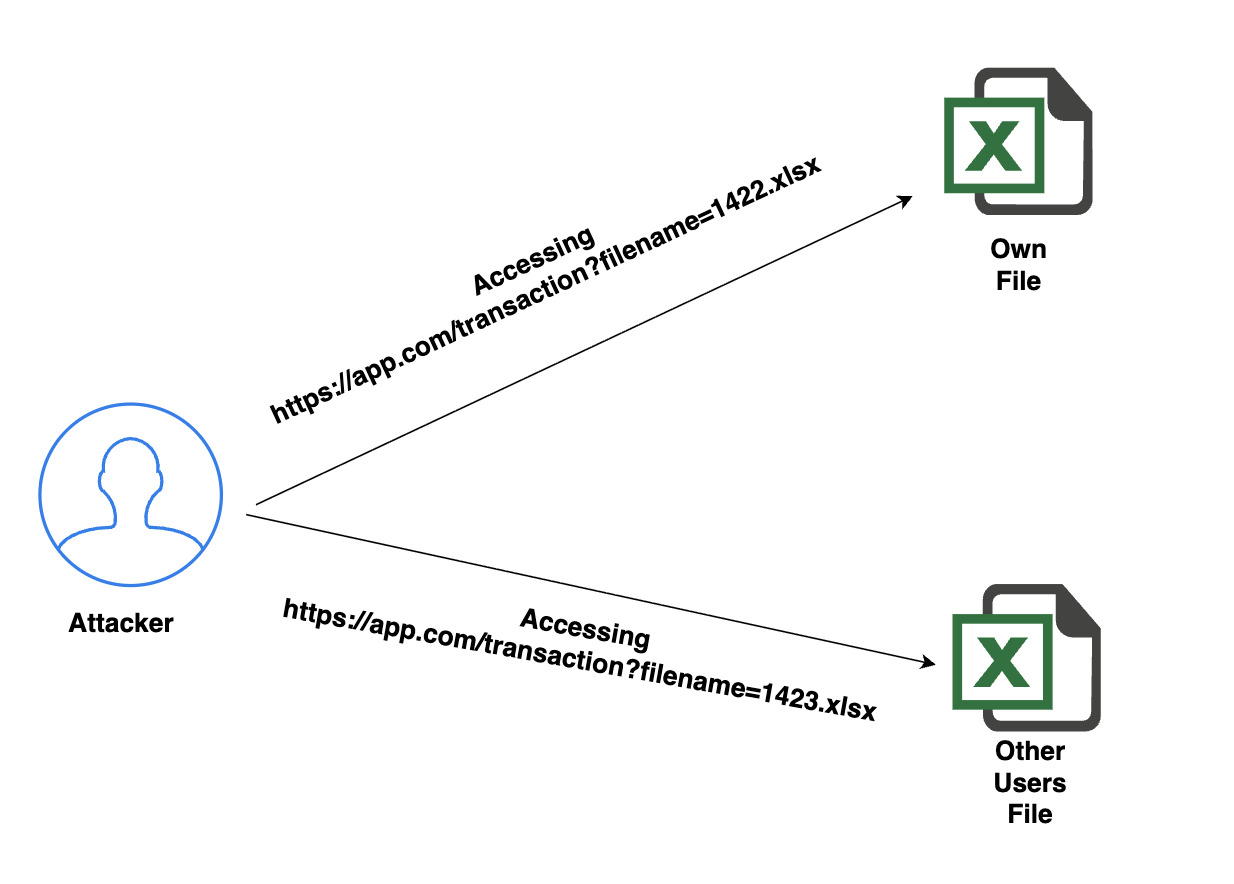 Accessing
https://app.com/transaction?filename=1422.xlsx
X
Own
File
Attacker
Accessing
https://app.com/transaction?filename=1423.xlsx
X
Other
Users
File